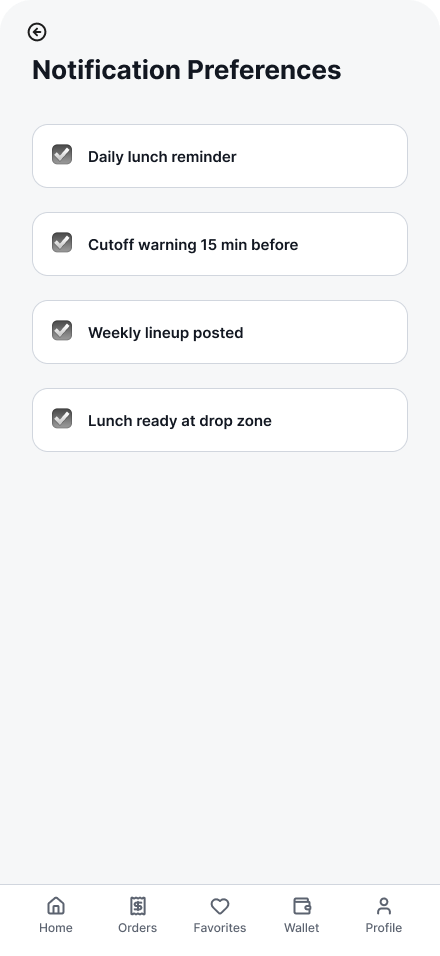 Notification Preferences
Daily lunch reminder
Cutoff warning 15 min before
Weekly lineup posted
Lunch ready at drop zone
Home Orders Favorites Wallet Profile